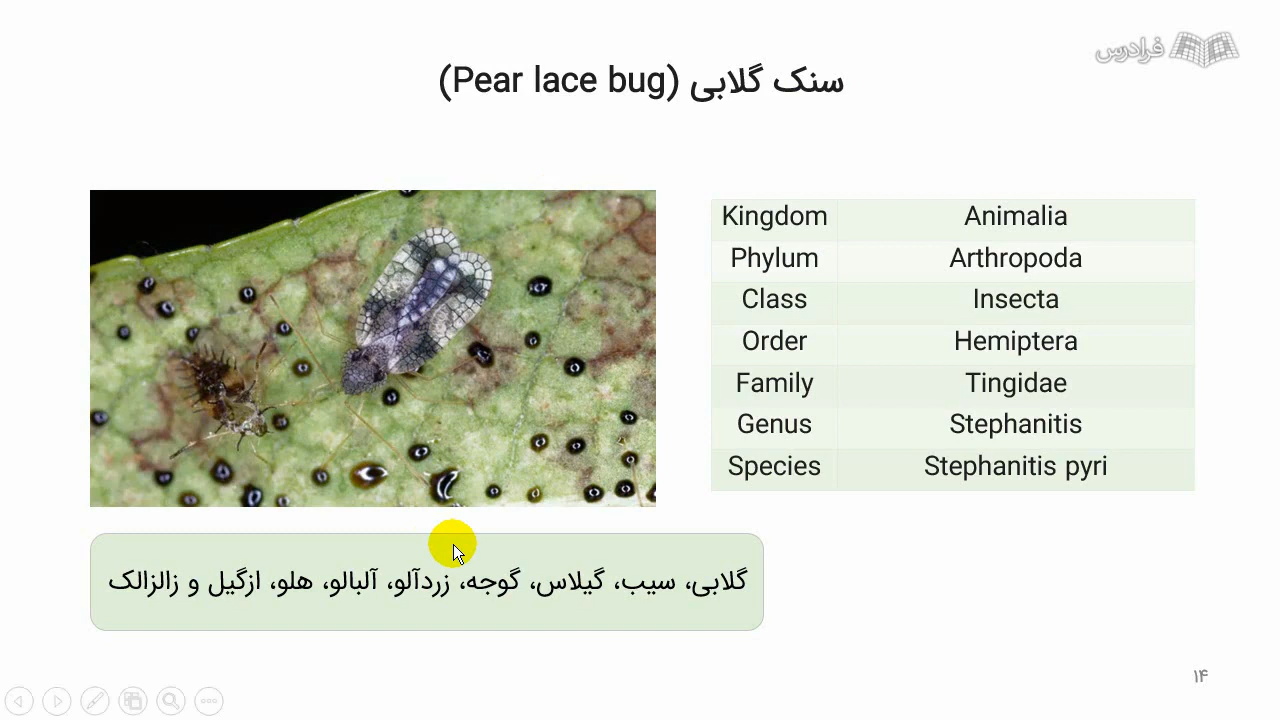 فرادرس
سنک گلابی (Pear lace bug)
Kingdom Animalia
Phylum Arthropoda
Class Insecta
Order Hemiptera
Family Tingidae
Genus Stephanitis
Species Stephanitis pyri
گلابی، سیب، گیلاس، گوجه، زردآلو، آلبالو، هلو، ازگیل و زالزالک
۱۴